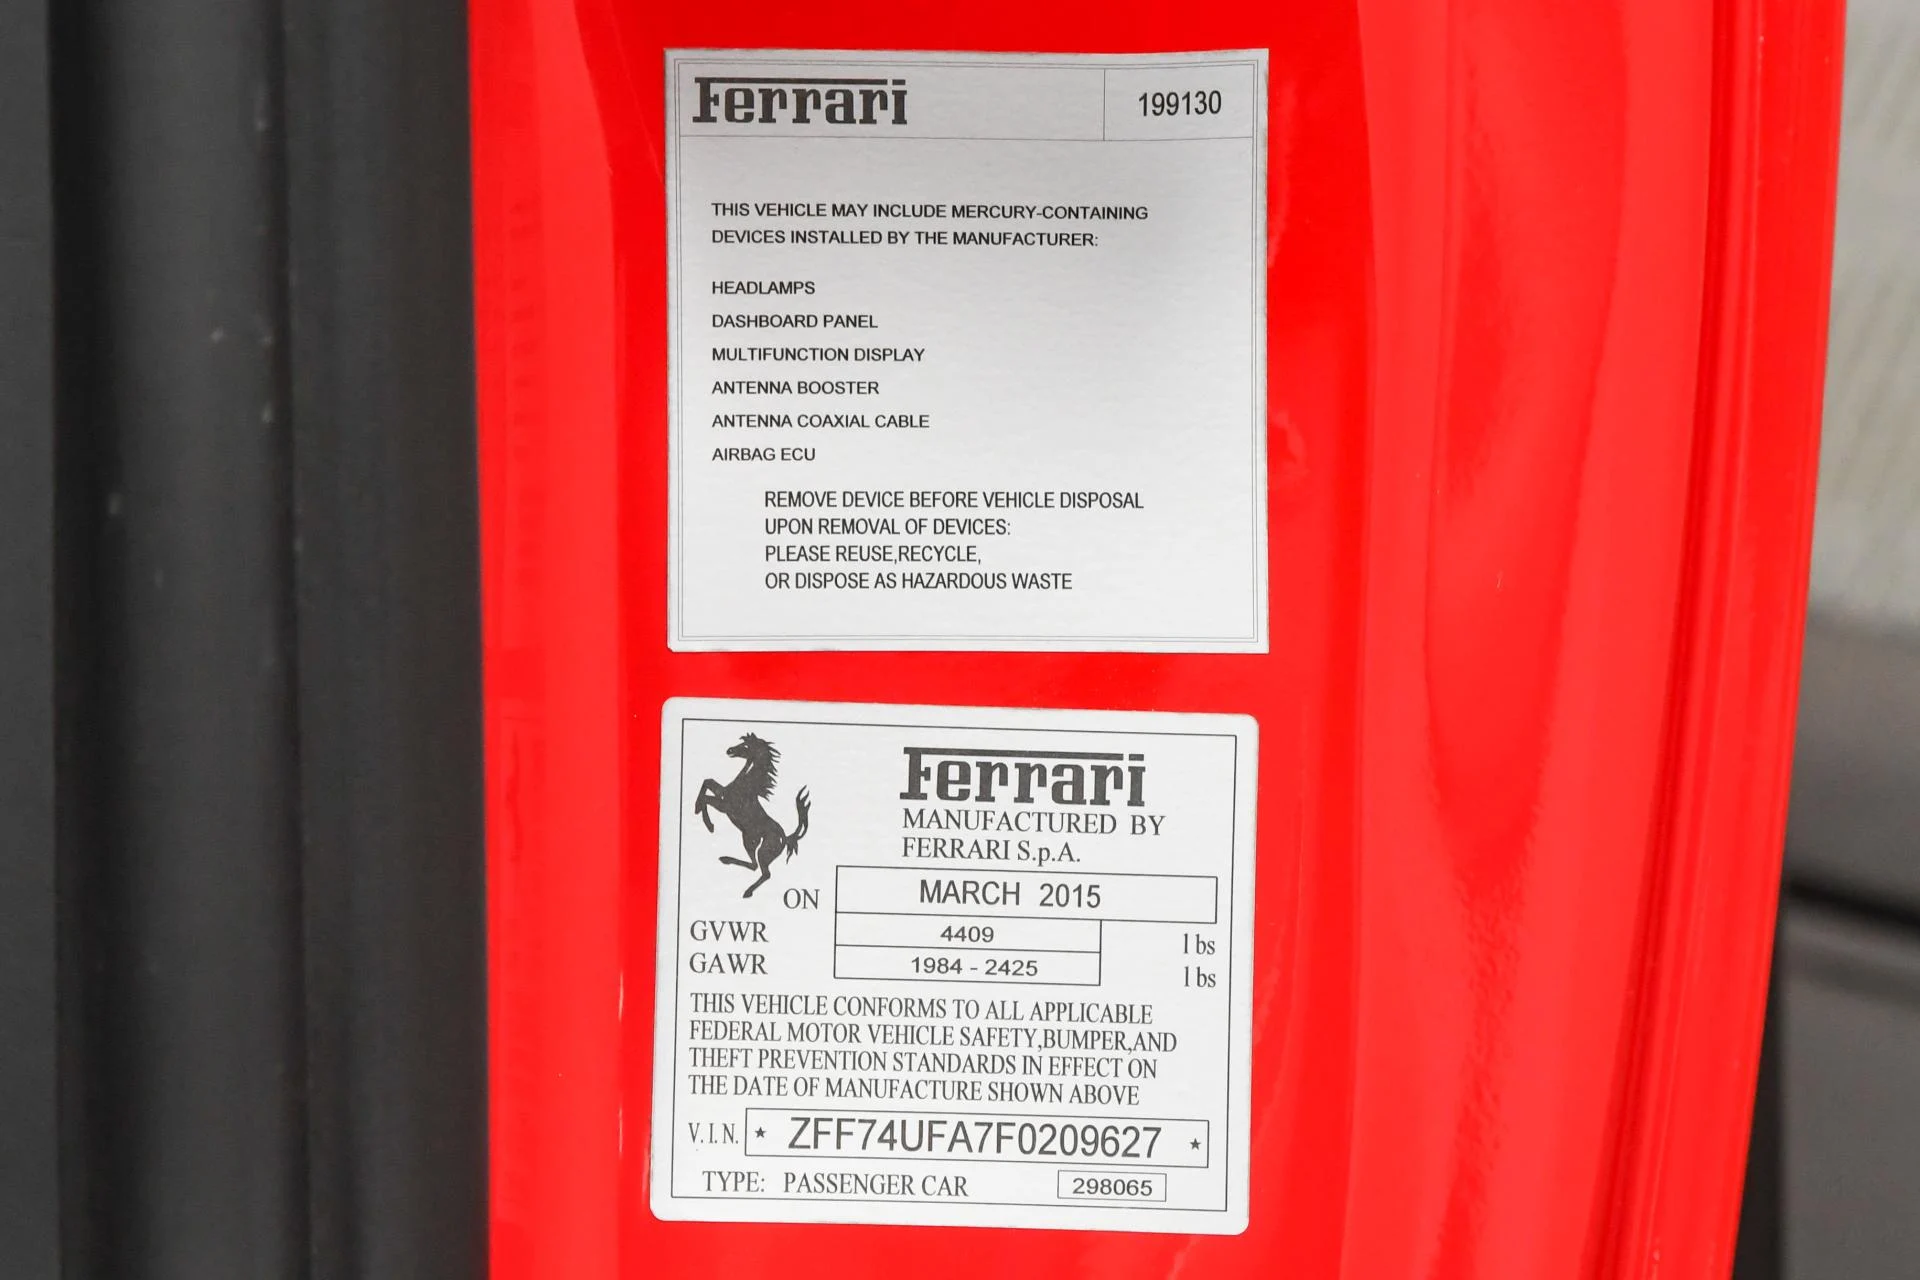 Ferrari 199130
THIS VEHICLE MAY INCLUDE MERCURY-CONTAINING
DEVICES INSTALLED BY THE MANUFACTURER:
HEADLAMPS
DASHBOARD PANEL
MULTIFUNCTION DISPLAY
ANTENNA BOOSTER
ANTENNA COAXIAL CABLE
AIRBAG ECU
REMOVE DEVICE BEFORE VEHICLE DISPOSAL
UPON REMOVAL OF DEVICES:
PLEASE REUSE,RECYCLE,
OR DISPOSE AS HAZARDOUS WASTE
Ferrari
MANUFACTURED BY
FERRARI S.p.A.
ON MARCH 2015
GVWR 4409 lbs
GAWR 1984 - 2425 lbs
THIS VEHICLE CONFORMS TO ALL APPLICABLE
FEDERAL MOTOR VEHICLE SAFETY,BUMPER,AND
THEFT PREVENTION STANDARDS IN EFFECT ON
THE DATE OF MANUFACTURE SHOWN ABOVE
V.I.N. ★ ZFF74UFA7F0209627 ★
TYPE: PASSENGER CAR 298065